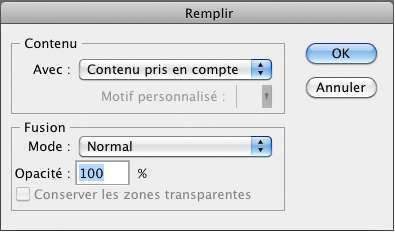 Remplir
Contenu
Avec : Contenu pris en compte
Motif personnalisé :
OK
Annuler
Fusion
Mode : Normal
Opacité : 100 %
Conserver les zones transparentes